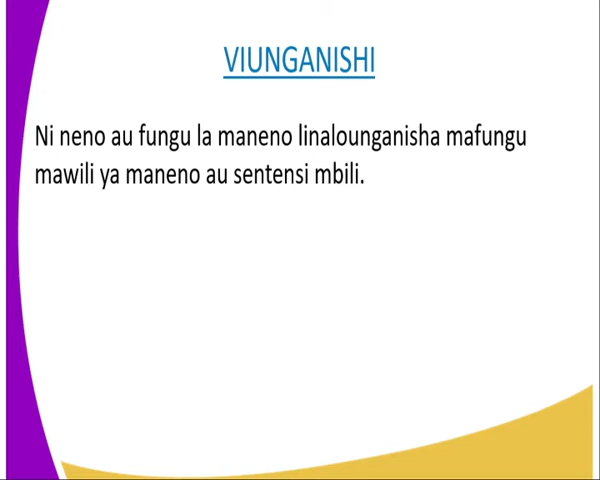 VIUNGANISHI
Ni neno au fungu la maneno linalounganisha mafungu
mawili ya maneno au sentensi mbili.